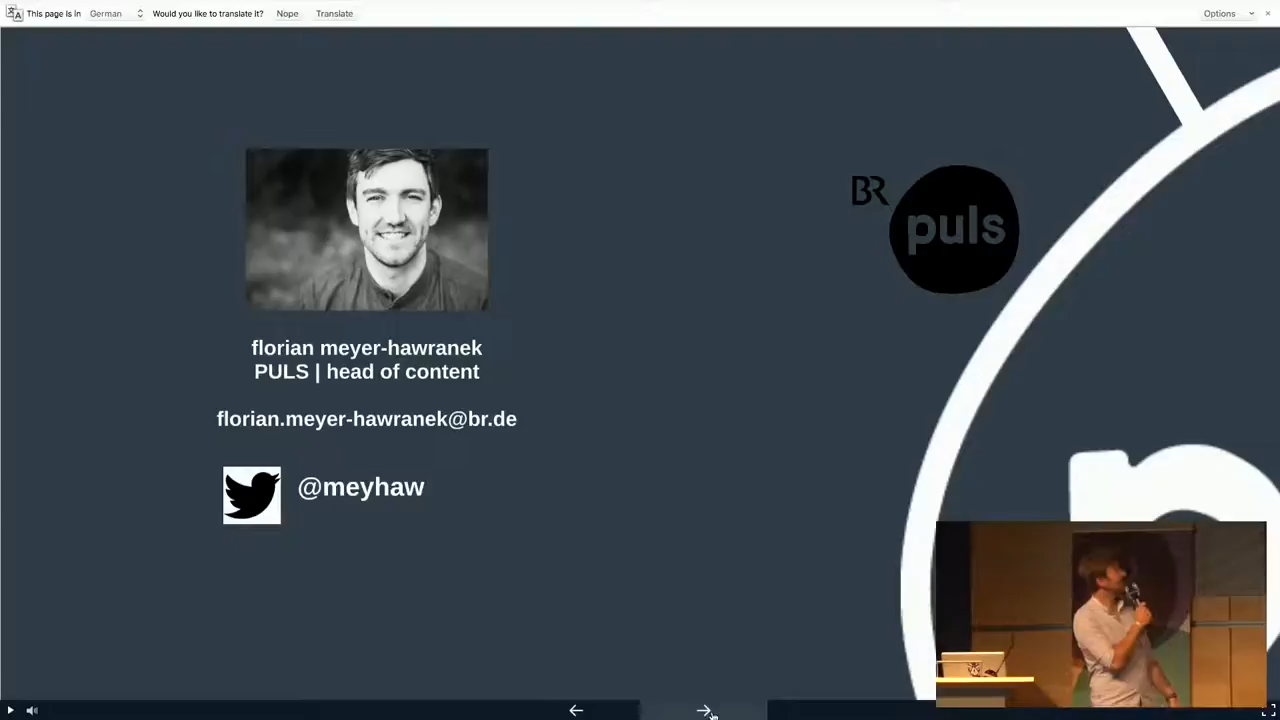 This page is in German Would you like to translate it? Nope Translate Options
BR
puls
florian meyer-hawranek
PULS | head of content
florian.meyer-hawranek@br.de
@meyhaw
n